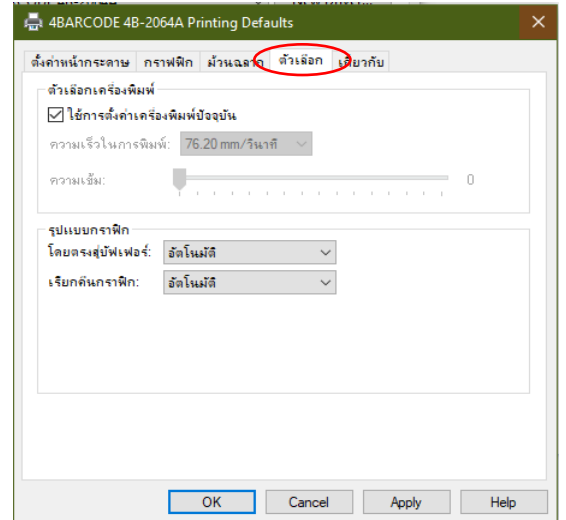 4BARCODE 4B-2064A Printing Defaults
ตั้งค่าหน้ากระดาษ กราฟฟิก ม้วนฉลาก ตัวเลือก เกี่ยวกับ
ตัวเลือกเครื่องพิมพ์
ใช้การตั้งค่าเครื่องพิมพ์ปัจจุบัน
ความเร็วในการพิมพ์: 76.20 mm/วินาที
ความเข้ม: 0
รูปแบบกราฟิก
โดยตรงสู่บัฟเฟอร์: อัตโนมัติ
เรียกคืนกราฟิก: อัตโนมัติ
OK Cancel Apply Help